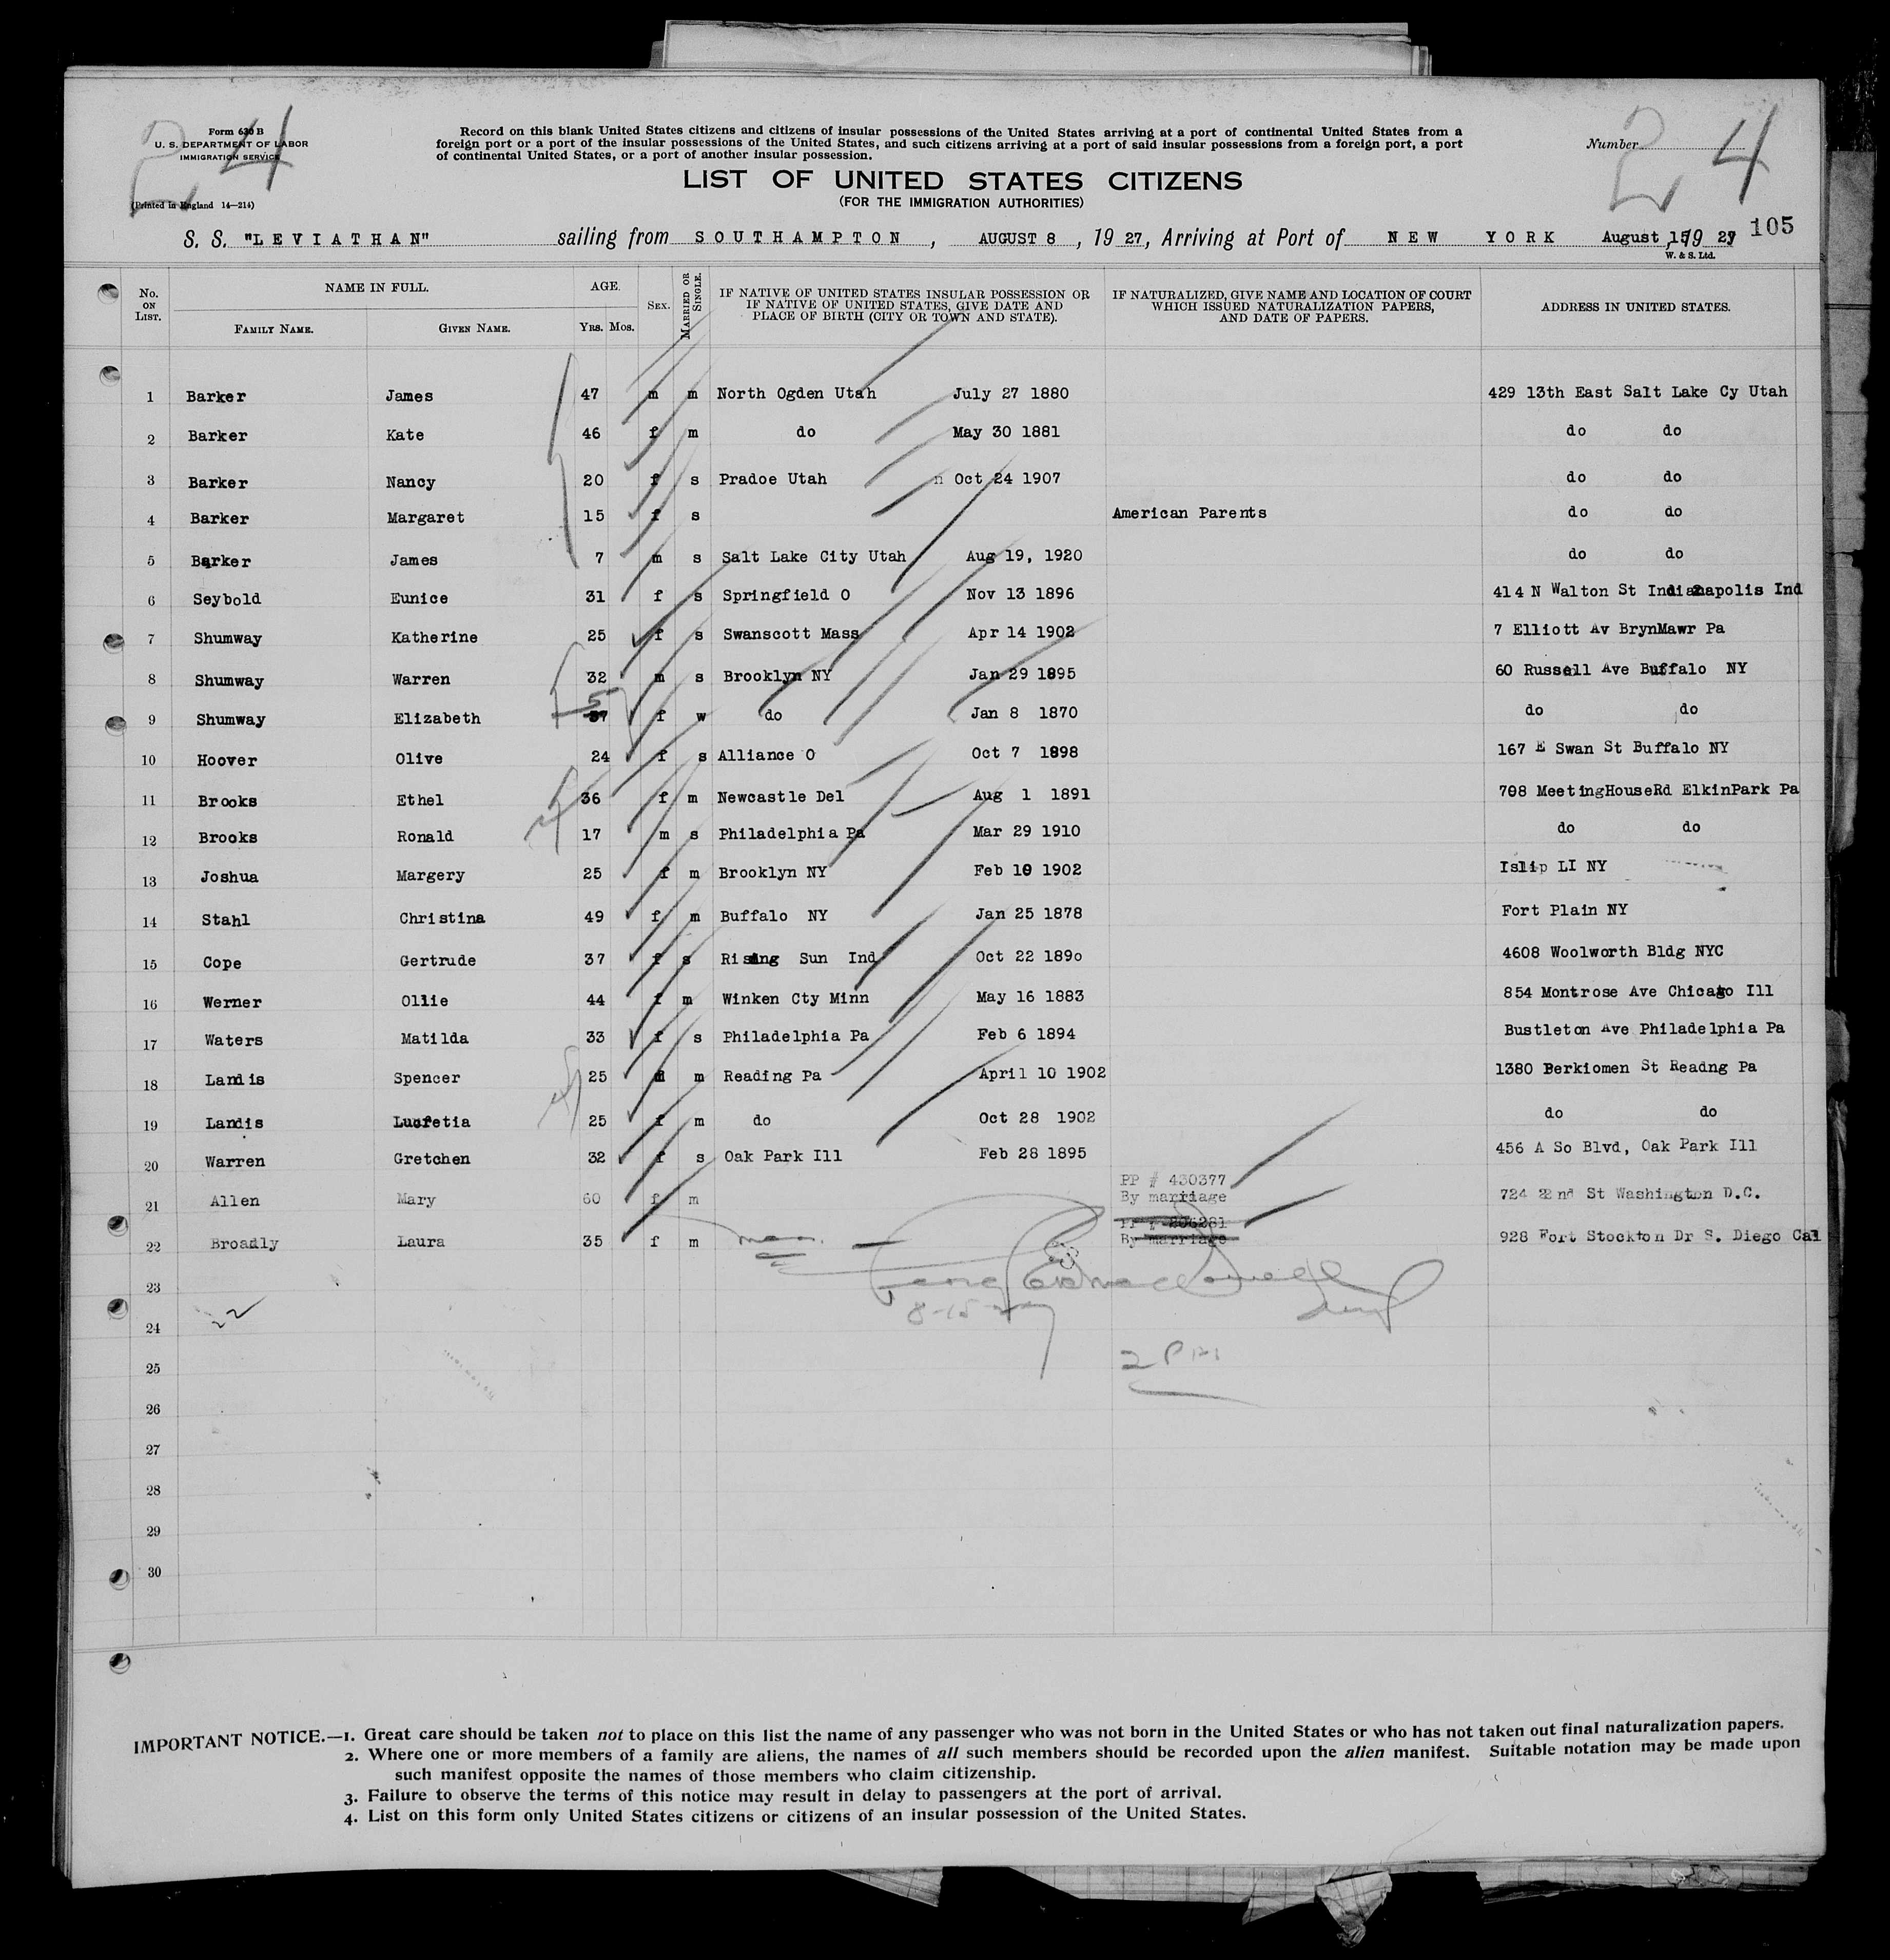 24
Form 630 B
U. S. DEPARTMENT OF LABOR
IMMIGRATION SERVICE
(Printed in England 14—214)
Record on this blank United States citizens and citizens of insular possessions of the United States arriving at a port of continental United States from a
foreign port or a port of the insular possessions of the United States, and such citizens arriving at a port of said insular possessions from a foreign port, a port
of continental United States, or a port of another insular possession.
Number 24
LIST OF UNITED STATES CITIZENS
(FOR THE IMMIGRATION AUTHORITIES)
S. S. "LEVIATHAN" sailing from SOUTHAMPTON, AUGUST 8, 19 27, Arriving at Port of NEW YORK August 15, 19 27 105
W. & S. Ltd.
No. ON LIST. NAME IN FULL. FAMILY NAME. GIVEN NAME. AGE. YRS. MOS. SEX. MARRIED OR SINGLE. IF NATIVE OF UNITED STATES INSULAR POSSESSION OR IF NATIVE OF UNITED STATES, GIVE DATE AND PLACE OF BIRTH (CITY OR TOWN AND STATE). IF NATURALIZED, GIVE NAME AND LOCATION OF COURT WHICH ISSUED NATURALIZATION PAPERS, AND DATE OF PAPERS. ADDRESS IN UNITED STATES.
1 Barker James 47 m m North Ogden Utah July 27 1880 429 13th East Salt Lake Cy Utah
2 Barker Kate 46 f m do May 30 1881 do do
3 Barker Nancy 20 f s Pradoe Utah Oct 24 1907 do do
4 Barker Margaret 15 f s American Parents do do
5 Barker James 7 m s Salt Lake City Utah Aug 19, 1920 do do
6 Seybold Eunice 31 f s Springfield O Nov 13 1896 414 N Walton St Indianapolis Ind
7 Shumway Katherine 25 f s Swanscott Mass Apr 14 1902 7 Elliott Av BrynMawr Pa
8 Shumway Warren 32 m s Brooklyn NY Jan 29 1895 60 Russell Ave Buffalo NY
9 Shumway Elizabeth 57 f w do Jan 8 1870 do do
10 Hoover Olive 24 f s Alliance O Oct 7 1898 167 E Swan St Buffalo NY
11 Brooks Ethel 36 f m Newcastle Del Aug 1 1891 708 MeetingHouseRd ElkinPark Pa
12 Brooks Ronald 17 m s Philadelphia Pa Mar 29 1910 do do
13 Joshua Margery 25 f m Brooklyn NY Feb 10 1902 Islip LI NY
14 Stahl Christina 49 f m Buffalo NY Jan 25 1878 Fort Plain NY
15 Cope Gertrude 37 f s Rising Sun Ind Oct 22 1890 4608 Woolworth Bldg NYC
16 Werner Ollie 44 f m Winken Cty Minn May 16 1883 854 Montrose Ave Chicago Ill
17 Waters Matilda 33 f s Philadelphia Pa Feb 6 1894 Bustleton Ave Philadelphia Pa
18 Landis Spencer 25 m m Reading Pa April 10 1902 1380 Perkiomen St Readng Pa
19 Landis Lucretia 25 f m do Oct 28 1902 do do
20 Warren Gretchen 32 f s Oak Park Ill Feb 28 1895 456 A So Blvd, Oak Park Ill
21 Allen Mary 60 f m PP # 430377 By marriage 724 22nd St Washington D.C.
22 Broadly Laura 35 f m PP # 206281 By marriage 928 Fort Stockton Dr S. Diego Cal
23
8-15-27
22
24
25
26
27
28
29
30
IMPORTANT NOTICE.—1. Great care should be taken not to place on this list the name of any passenger who was not born in the United States or who has not taken out final naturalization papers.
2. Where one or more members of a family are aliens, the names of all such members should be recorded upon the alien manifest. Suitable notation may be made upon
such manifest opposite the names of those members who claim citizenship.
3. Failure to observe the terms of this notice may result in delay to passengers at the port of arrival.
4. List on this form only United States citizens or citizens of an insular possession of the United States.